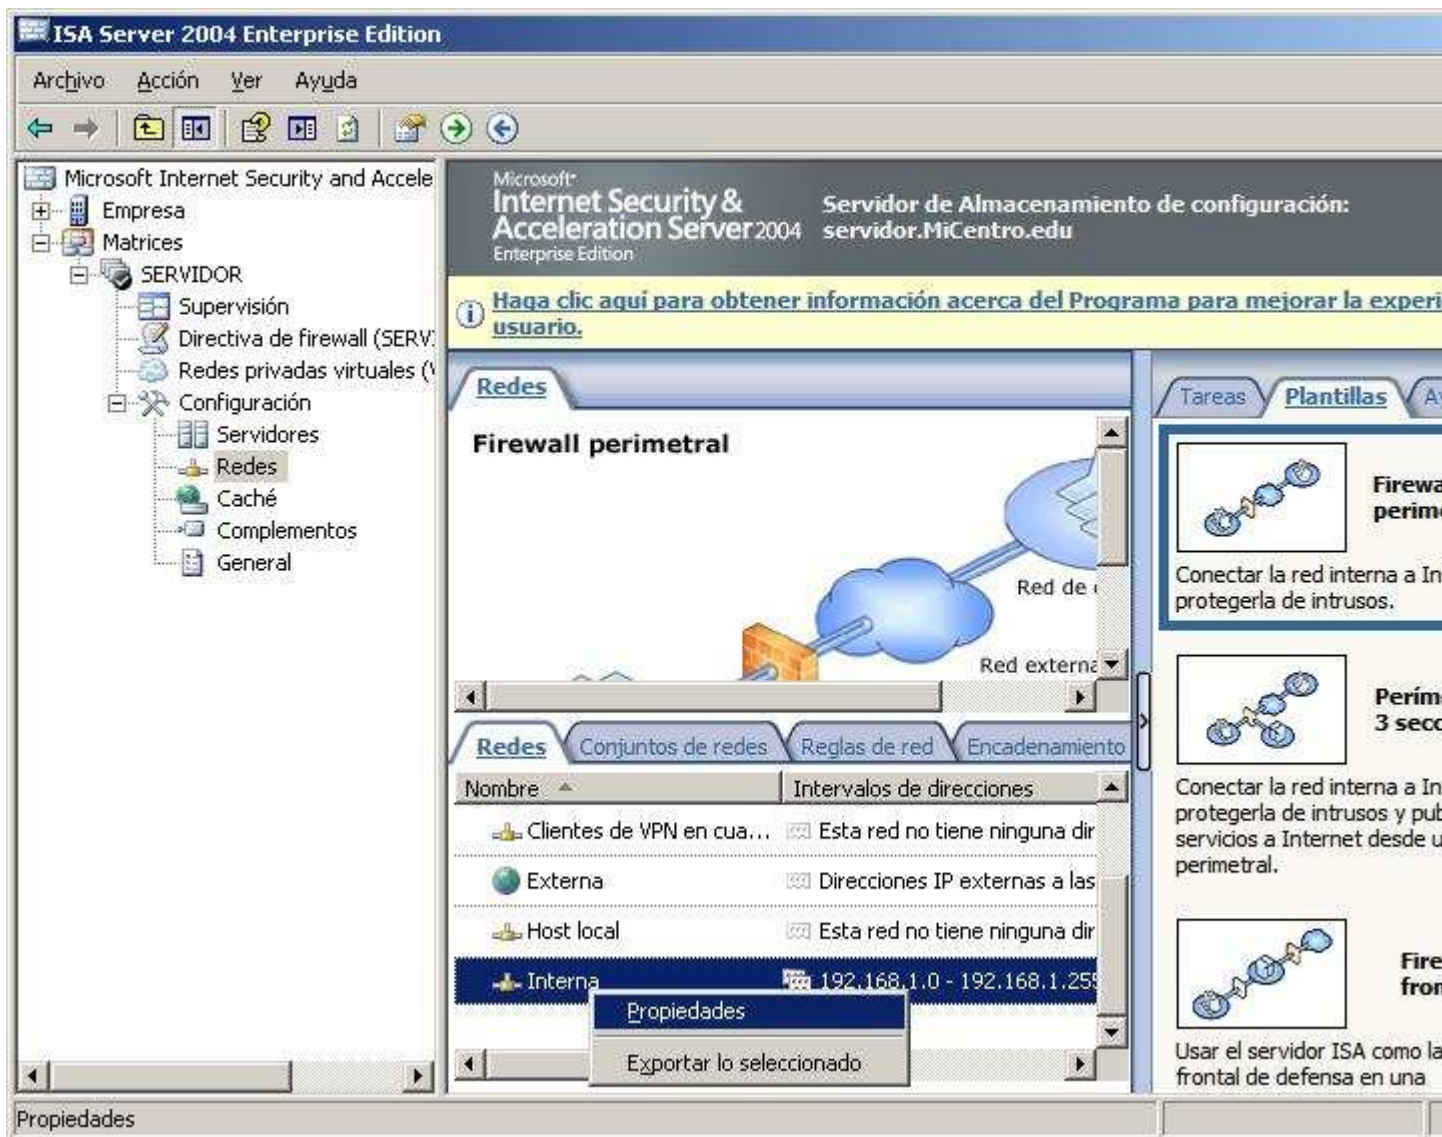 ISA Server 2004 Enterprise Edition
Archivo Acción Ver Ayuda
Microsoft Internet Security and Accele
Empresa
Matrices
SERVIDOR
Supervisión
Directiva de firewall (SERV
Redes privadas virtuales (
Configuración
Servidores
Redes
Caché
Complementos
General
Microsoft
Internet Security &
Acceleration Server 2004
Enterprise Edition
Servidor de Almacenamiento de configuración:
servidor.MiCentro.edu
Haga clic aquí para obtener información acerca del Programa para mejorar la experi
usuario.
Redes
Firewall perimetral
Red de
Red externa
Redes Conjuntos de redes Reglas de red Encadenamiento
Nombre Intervalos de direcciones
Clientes de VPN en cua... Esta red no tiene ninguna dir
Externa Direcciones IP externas a las
Host local Esta red no tiene ninguna dir
Interna 192.168.1.0 - 192.168.1.255
Propiedades
Exportar lo seleccionado
Tareas Plantillas
Firewa
perime
Conectar la red interna a In
protegerla de intrusos.
Períme
3 secc
Conectar la red interna a In
protegerla de intrusos y pub
servicios a Internet desde u
perimetral.
Fire
fron
Usar el servidor ISA como la
frontal de defensa en una
Propiedades